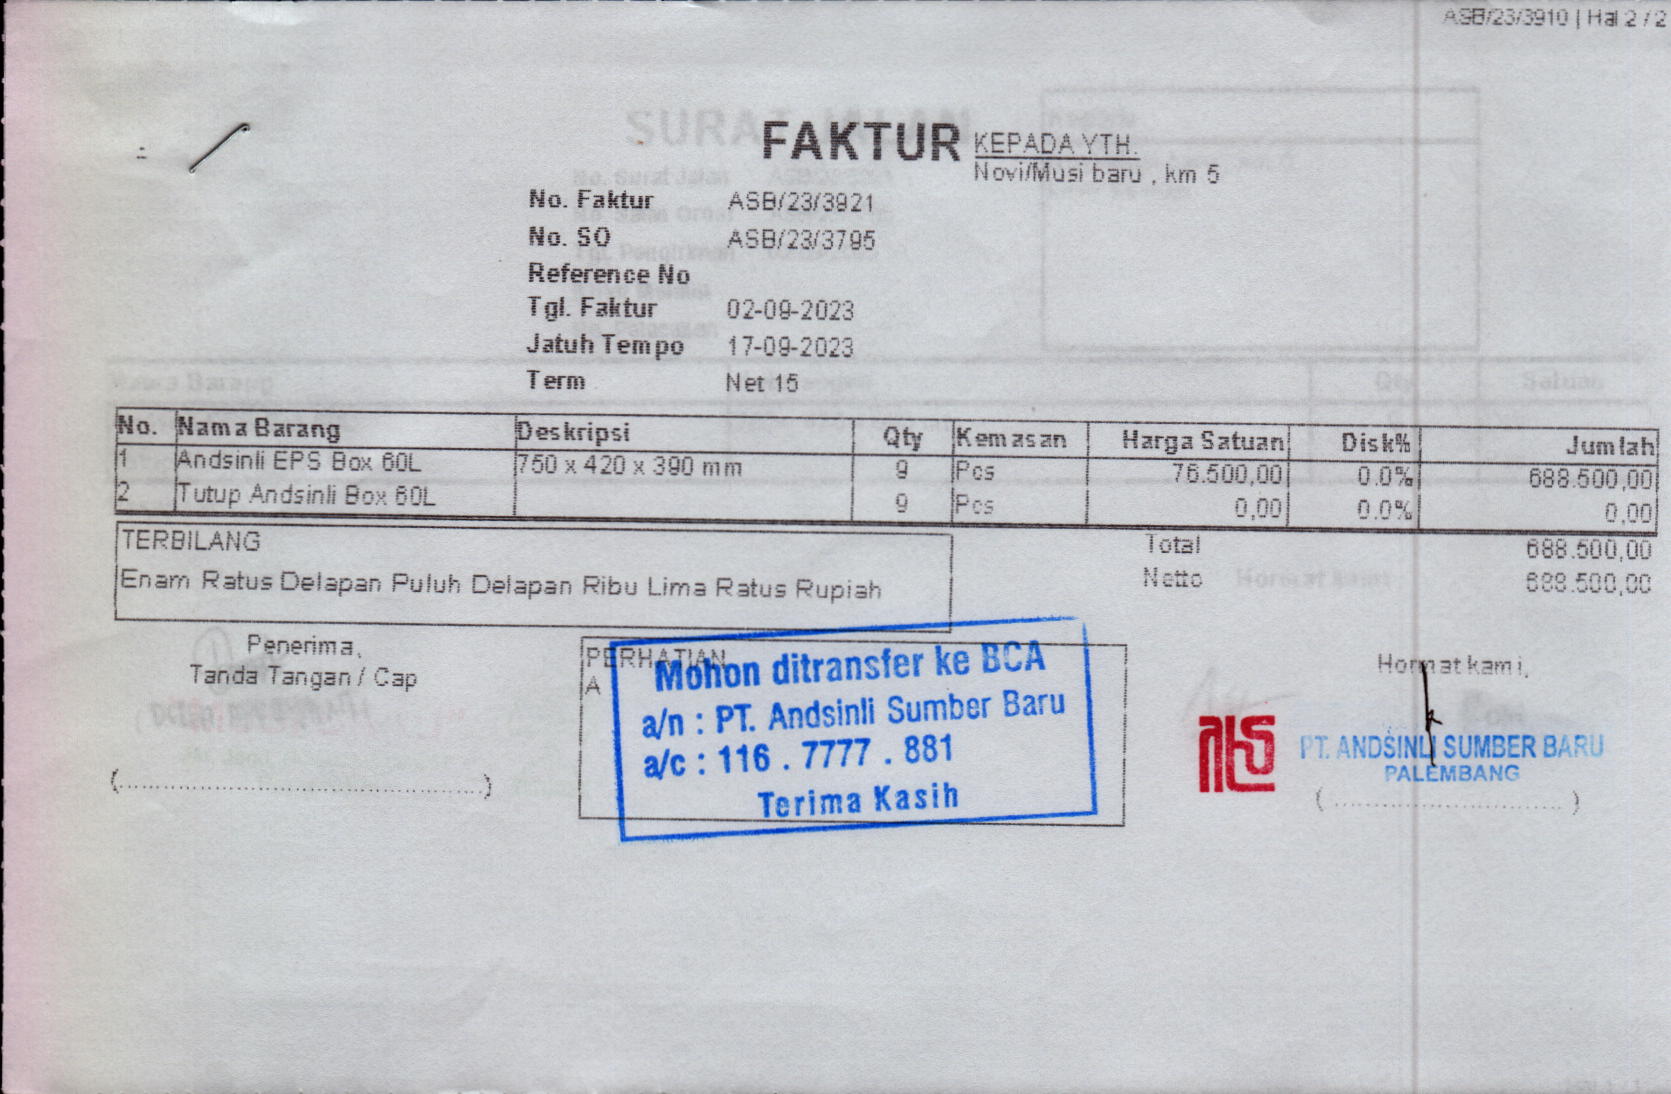 ASB/23/3910 | Hal 2 / 2
FAKTUR
KEPADA YTH.
Novi/Musi baru , km 5
No. Faktur ASB/23/3921
No. SO ASB/23/3795
Reference No
Tgl. Faktur 02-09-2023
Jatuh Tempo 17-09-2023
Term Net 15
No. Nama Barang Deskripsi Qty Kemasan Harga Satuan Disk% Jumlah
1 Andsinli EPS Box 60L 750 x 420 x 390 mm 9 Pcs 76.500,00 0.0% 688.500,00
2 Tutup Andsinli Box 60L 9 Pcs 0,00 0.0% 0,00
TERBILANG
Enam Ratus Delapan Puluh Delapan Ribu Lima Ratus Rupiah
Total 688.500,00
Netto 688.500,00
Penerima,
Tanda Tangan / Cap
(................................................)
PERHATIAN
A
Mohon ditransfer ke BCA
a/n : PT. Andsinli Sumber Baru
a/c : 116 . 7777 . 881
Terima Kasih
Hormat kami,
PT. ANDSINLI SUMBER BARU
PALEMBANG
(..............................)